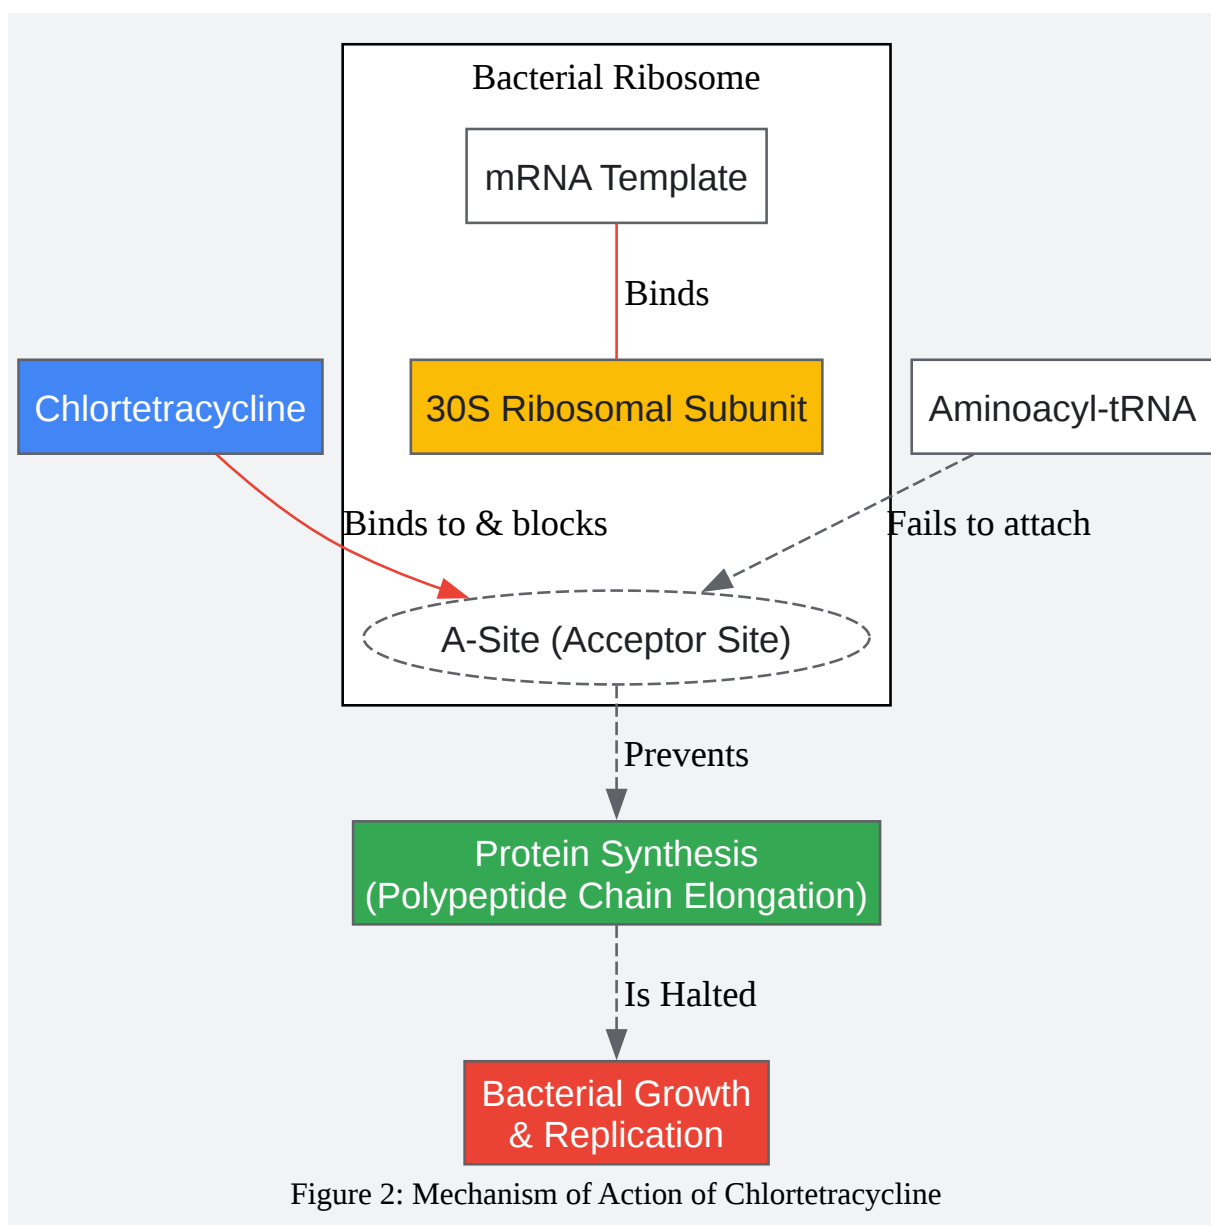 Bacterial Ribosome
mRNA Template
Binds
Chlortetracycline
30S Ribosomal Subunit
Aminoacyl-tRNA
Binds to & blocks
Fails to attach
A-Site (Acceptor Site)
Prevents
Protein Synthesis
(Polypeptide Chain Elongation)
Is Halted
Bacterial Growth
& Replication
Figure 2: Mechanism of Action of Chlortetracycline